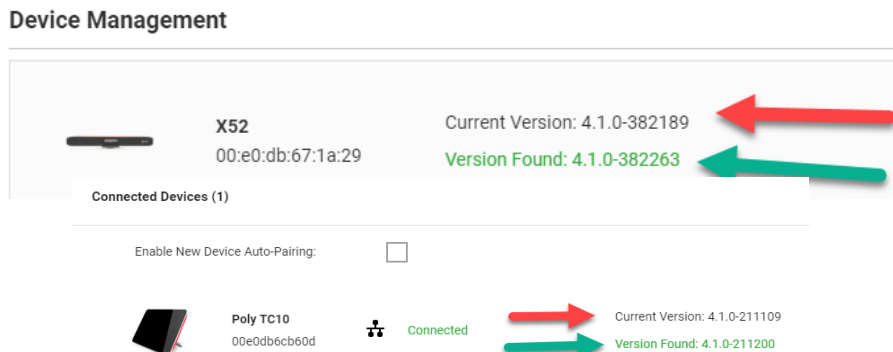 Device Management
X52
00:e0:db:67:1a:29
Current Version: 4.1.0-382189
Version Found: 4.1.0-382263
Connected Devices (1)
Enable New Device Auto-Pairing:
Poly TC10
00e0db6cb60d
Connected
Current Version: 4.1.0-211109
Version Found: 4.1.0-211200